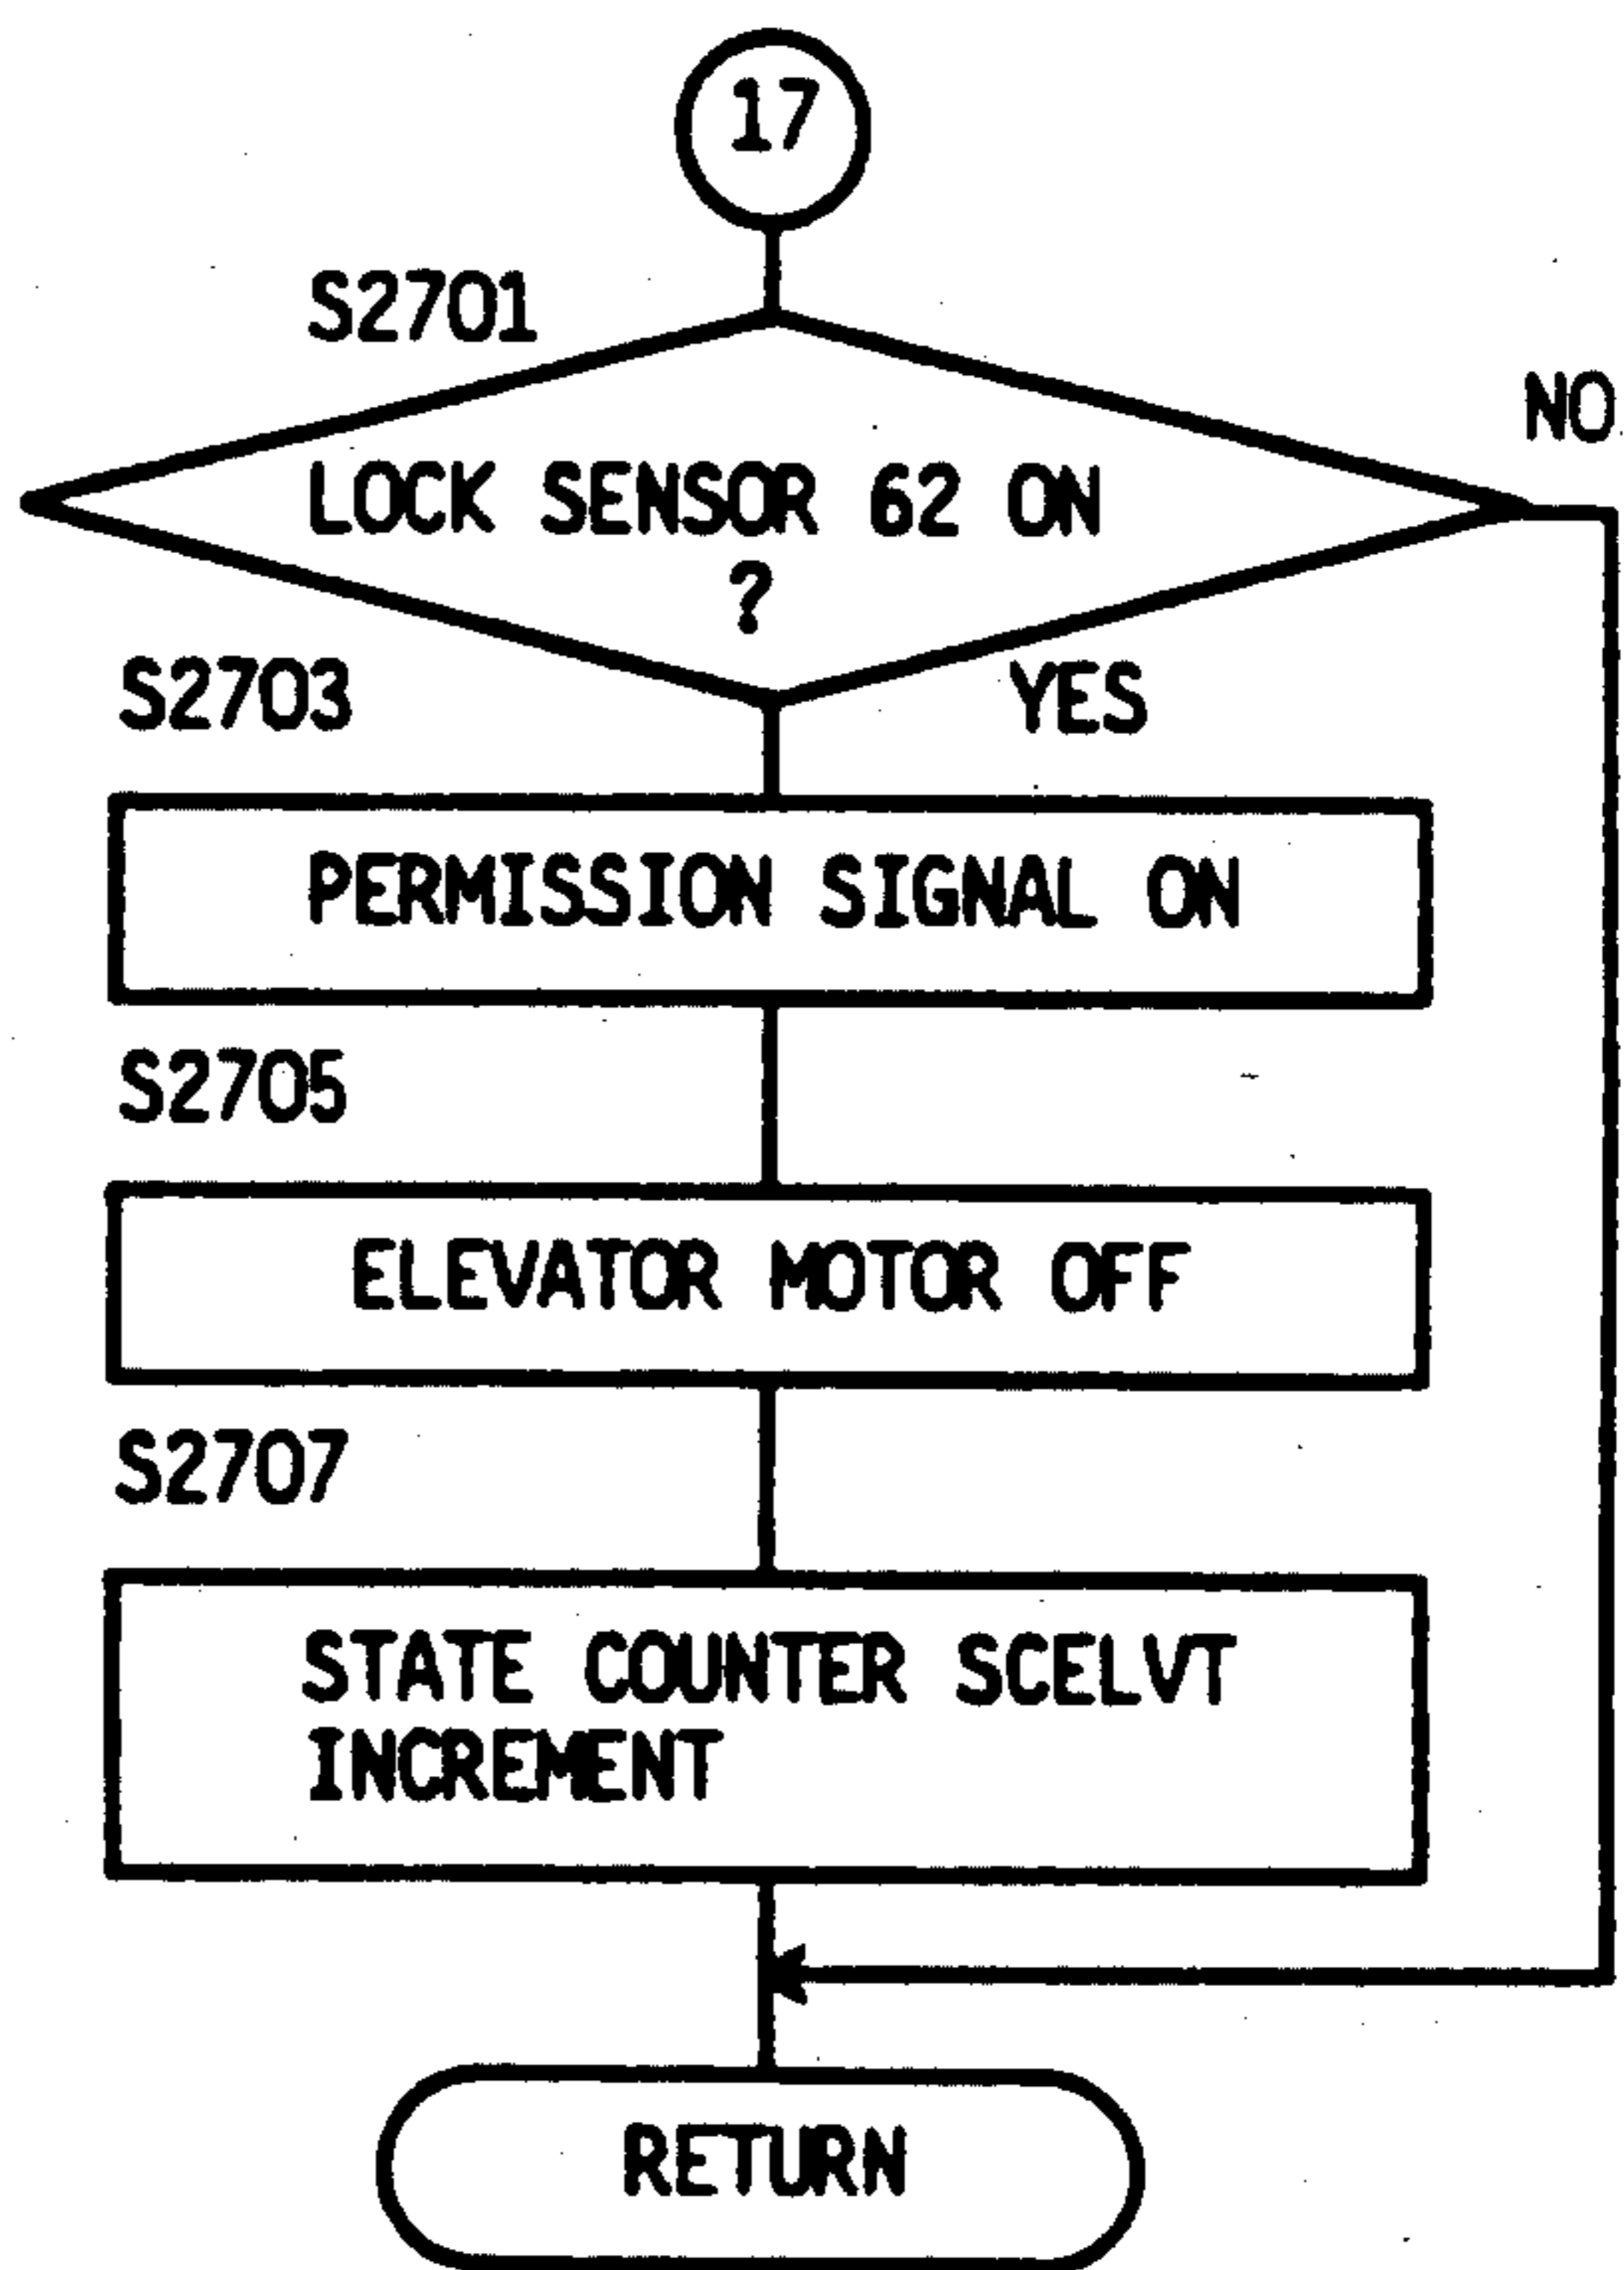 17
S2701
NO
LOCK SENSOR 62 ON
?
S2703
YES
PERMISSION SIGNAL ON
S2705
ELEVATOR MOTOR OFF
S2707
STATE COUNTER SCELVT
INCREMENT
RETURN